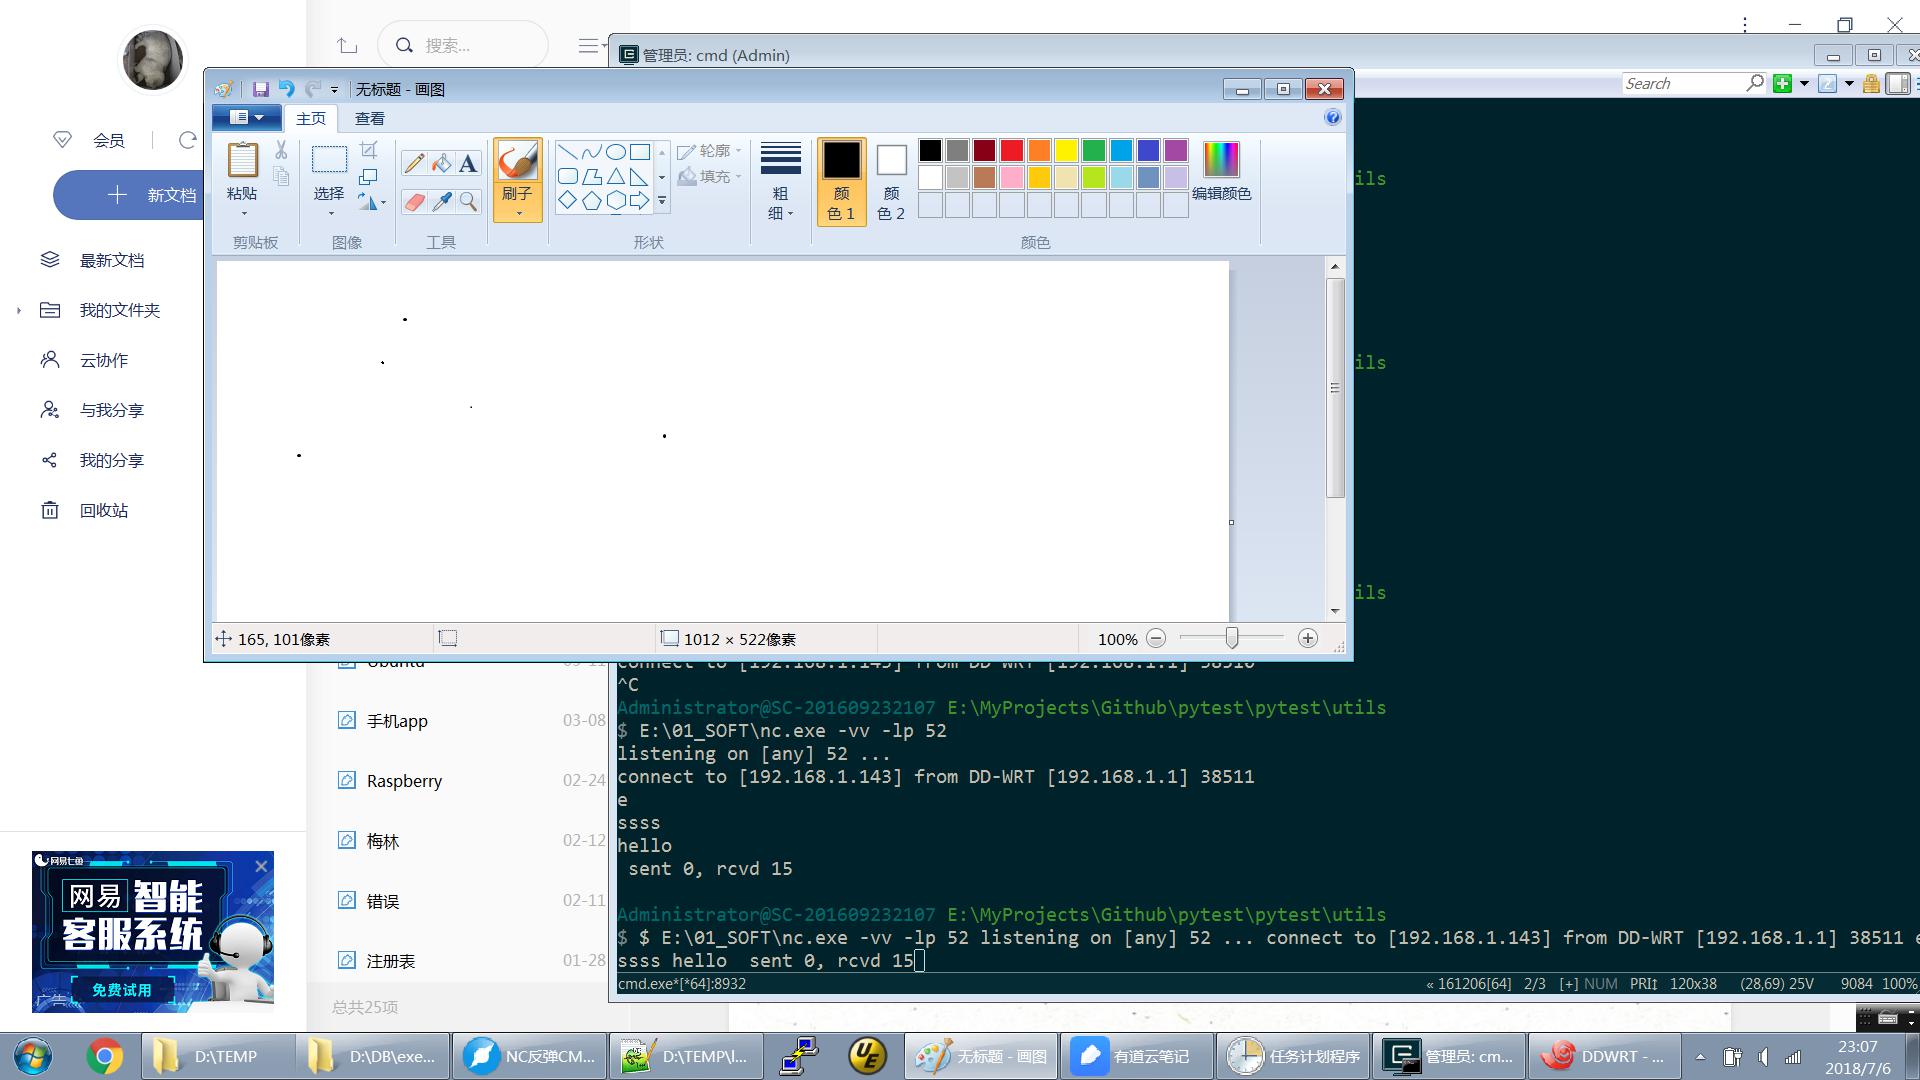 搜索...
管理员: cmd (Admin)
Search
无标题 - 画图
主页
查看
会员
新文档
粘贴
选择
刷子
轮廓
填充
粗
细
颜
色 1
颜
色 2
编辑颜色
剪贴板
图像
工具
形状
颜色
ils
最新文档
我的文件夹
云协作
与我分享
我的分享
回收站
ils
ils
165, 101像素
1012 × 522像素
100%
Ubuntu
手机app 03-08
Raspberry 02-24
梅林 02-12
错误 02-11
注册表 01-28
总共25项
connect to [192.168.1.143] from DD-WRT [192.168.1.1] 38510
^C
Administrator@SC-201609232107 E:\MyProjects\Github\pytest\pytest\utils
$ E:\01_SOFT\nc.exe -vv -lp 52
listening on [any] 52 ...
connect to [192.168.1.143] from DD-WRT [192.168.1.1] 38511
e
ssss
hello
sent 0, rcvd 15
Administrator@SC-201609232107 E:\MyProjects\Github\pytest\pytest\utils
$ $ E:\01_SOFT\nc.exe -vv -lp 52 listening on [any] 52 ... connect to [192.168.1.143] from DD-WRT [192.168.1.1] 38511 e
ssss hello  sent 0, rcvd 15
cmd.exe*[*64]:8932
« 161206[64] 2/3 [+] NUM PRI↕ 120x38 (28,69) 25V 9084 100%
网易七鱼
网易 智能
客服系统
免费试用
广告
D:\TEMP
D:\DB\exe...
NC反弹CM...
D:\TEMP\l...
无标题 - 画图
有道云笔记
任务计划程序
管理员: cm...
DDWRT - ...
23:07
2018/7/6